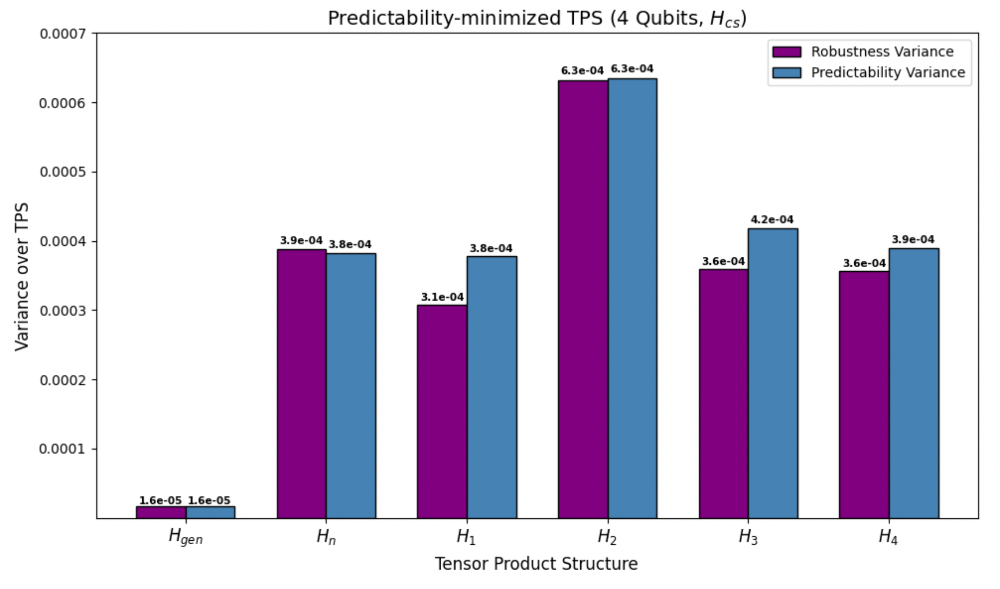 Predictability-minimized TPS (4 Qubits, H_cs)
Robustness Variance
Predictability Variance
Variance over TPS
0.0007
0.0006
0.0005
0.0004
0.0003
0.0002
0.0001
1.6e-05 1.6e-05
3.9e-04 3.8e-04
3.1e-04 3.8e-04
6.3e-04 6.3e-04
3.6e-04 4.2e-04
3.6e-04 3.9e-04
H_gen H_n H_1 H_2 H_3 H_4
Tensor Product Structure